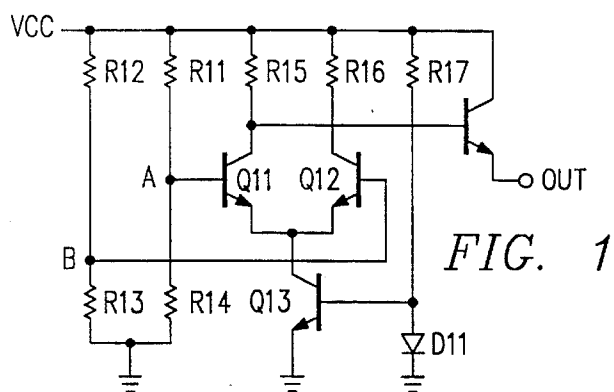 VCC
R12 R11 R15 R16 R17
A Q11 Q12 OUT
B
R13 R14 Q13 D11
FIG. 1